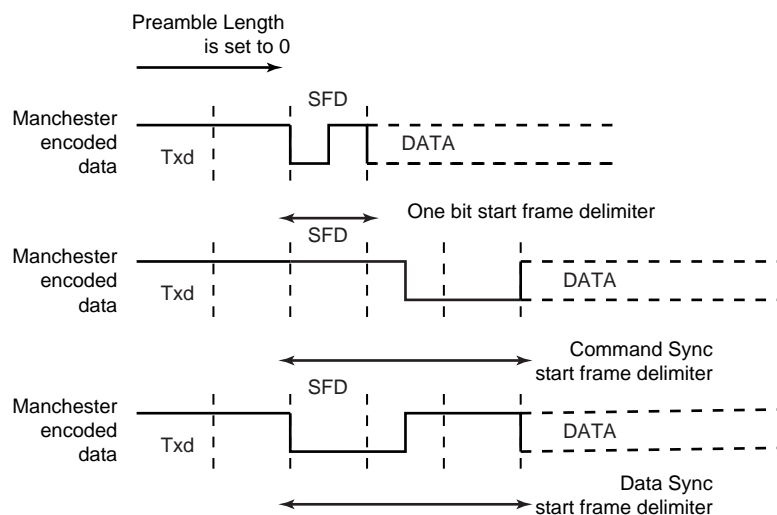 Preamble Length
is set to 0
SFD
Manchester
encoded
data
Txd
DATA
One bit start frame delimiter
SFD
Manchester
encoded
data
Txd
DATA
Command Sync
start frame delimiter
SFD
Manchester
encoded
data
Txd
DATA
Data Sync
start frame delimiter